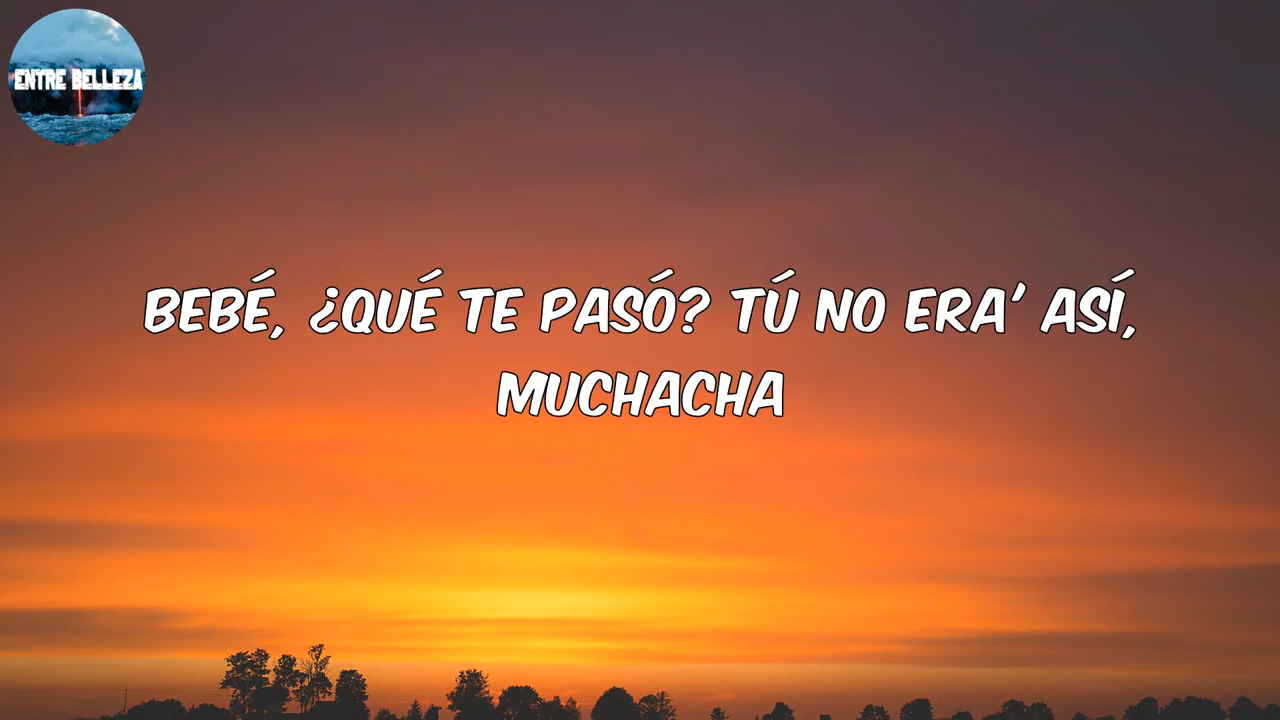 ENTRE BELLEZA
BEBÉ, ¿QUÉ TE PASÓ? TÚ NO ERA' ASÍ,
MUCHACHA